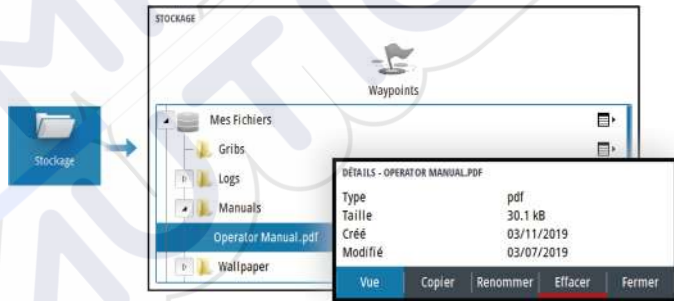 STOCKAGE
Waypoints
Stockage
Mes Fichiers
Gribs
Logs
Manuals
Operator Manual.pdf
Wallpaper
DÉTAILS - OPERATOR MANUAL.PDF
Type pdf
Taille 30.1 kB
Créé 03/11/2019
Modifié 03/07/2019
Vue Copier Renommer Effacer Fermer